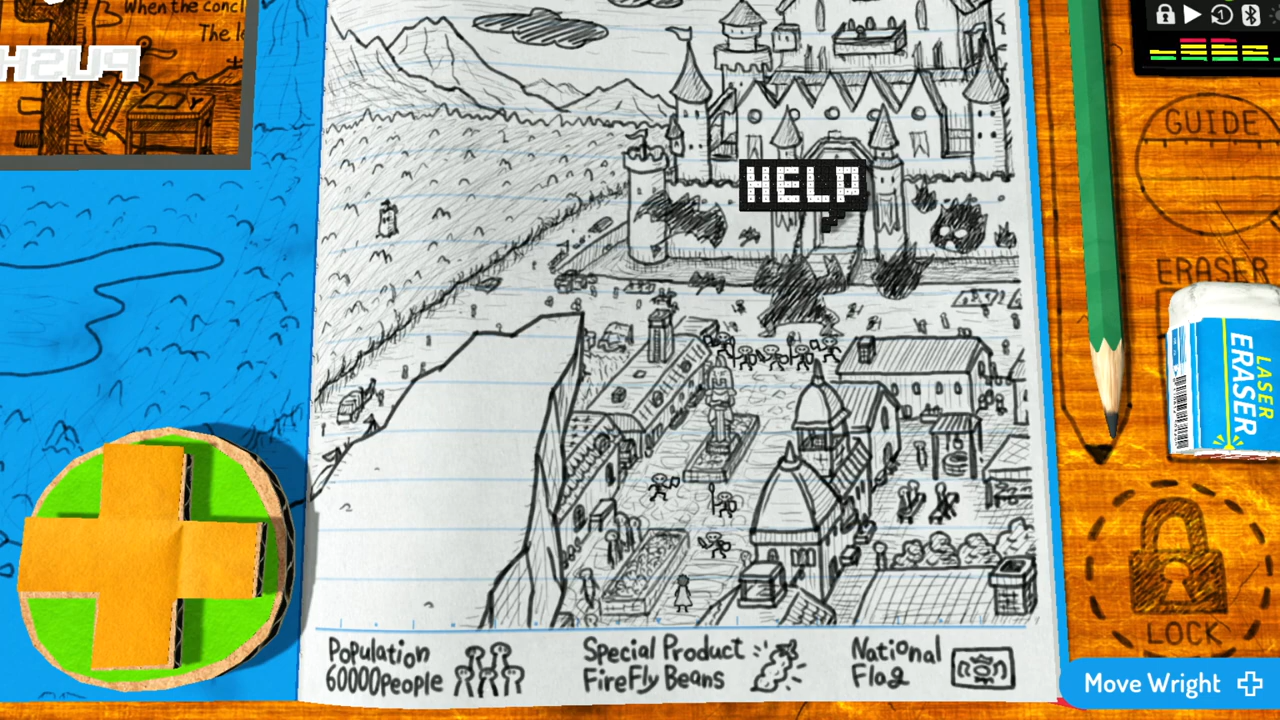 When the concl
The le
PUSH
HELP
GUIDE
ERASER
LASER
ERASER
LOCK
Population
60000People
Special Product
FireFly Beans
National
Flag
Move Wright